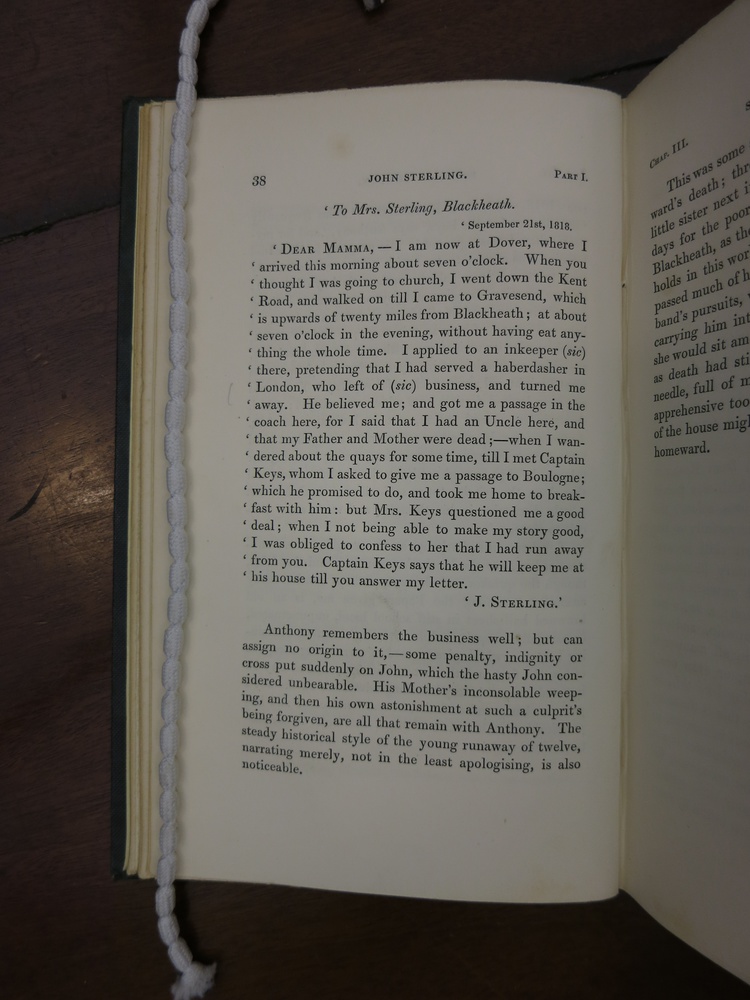 38 JOHN STERLING. PART I.
‘ To Mrs. Sterling, Blackheath.
‘ September 21st, 1818.
‘ DEAR MAMMA, — I am now at Dover, where I
‘ arrived this morning about seven o’clock. When you
‘ thought I was going to church, I went down the Kent
‘ Road, and walked on till I came to Gravesend, which
‘ is upwards of twenty miles from Blackheath; at about
‘ seven o’clock in the evening, without having eat any-
‘ thing the whole time. I applied to an inkeeper (sic)
‘ there, pretending that I had served a haberdasher in
‘ London, who left of (sic) business, and turned me
‘ away. He believed me; and got me a passage in the
‘ coach here, for I said that I had an Uncle here, and
‘ that my Father and Mother were dead;—when I wan-
‘ dered about the quays for some time, till I met Captain
‘ Keys, whom I asked to give me a passage to Boulogne;
‘ which he promised to do, and took me home to break-
‘ fast with him: but Mrs. Keys questioned me a good
‘ deal; when I not being able to make my story good,
‘ I was obliged to confess to her that I had run away
‘ from you. Captain Keys says that he will keep me at
‘ his house till you answer my letter.
‘ J. STERLING.’
Anthony remembers the business well; but can
assign no origin to it,—some penalty, indignity or
cross put suddenly on John, which the hasty John con-
sidered unbearable. His Mother’s inconsolable weep-
ing, and then his own astonishment at such a culprit’s
being forgiven, are all that remain with Anthony. The
steady historical style of the young runaway of twelve,
narrating merely, not in the least apologising, is also
noticeable.
CHAP. III.
This was some
ward’s death; thr
little sister next i
days for the poor
Blackheath, as the
holds in this wor
passed much of h
band’s pursuits,
carrying him int
she would sit am
as death had sti
needle, full of m
apprehensive too
of the house migh
homeward.